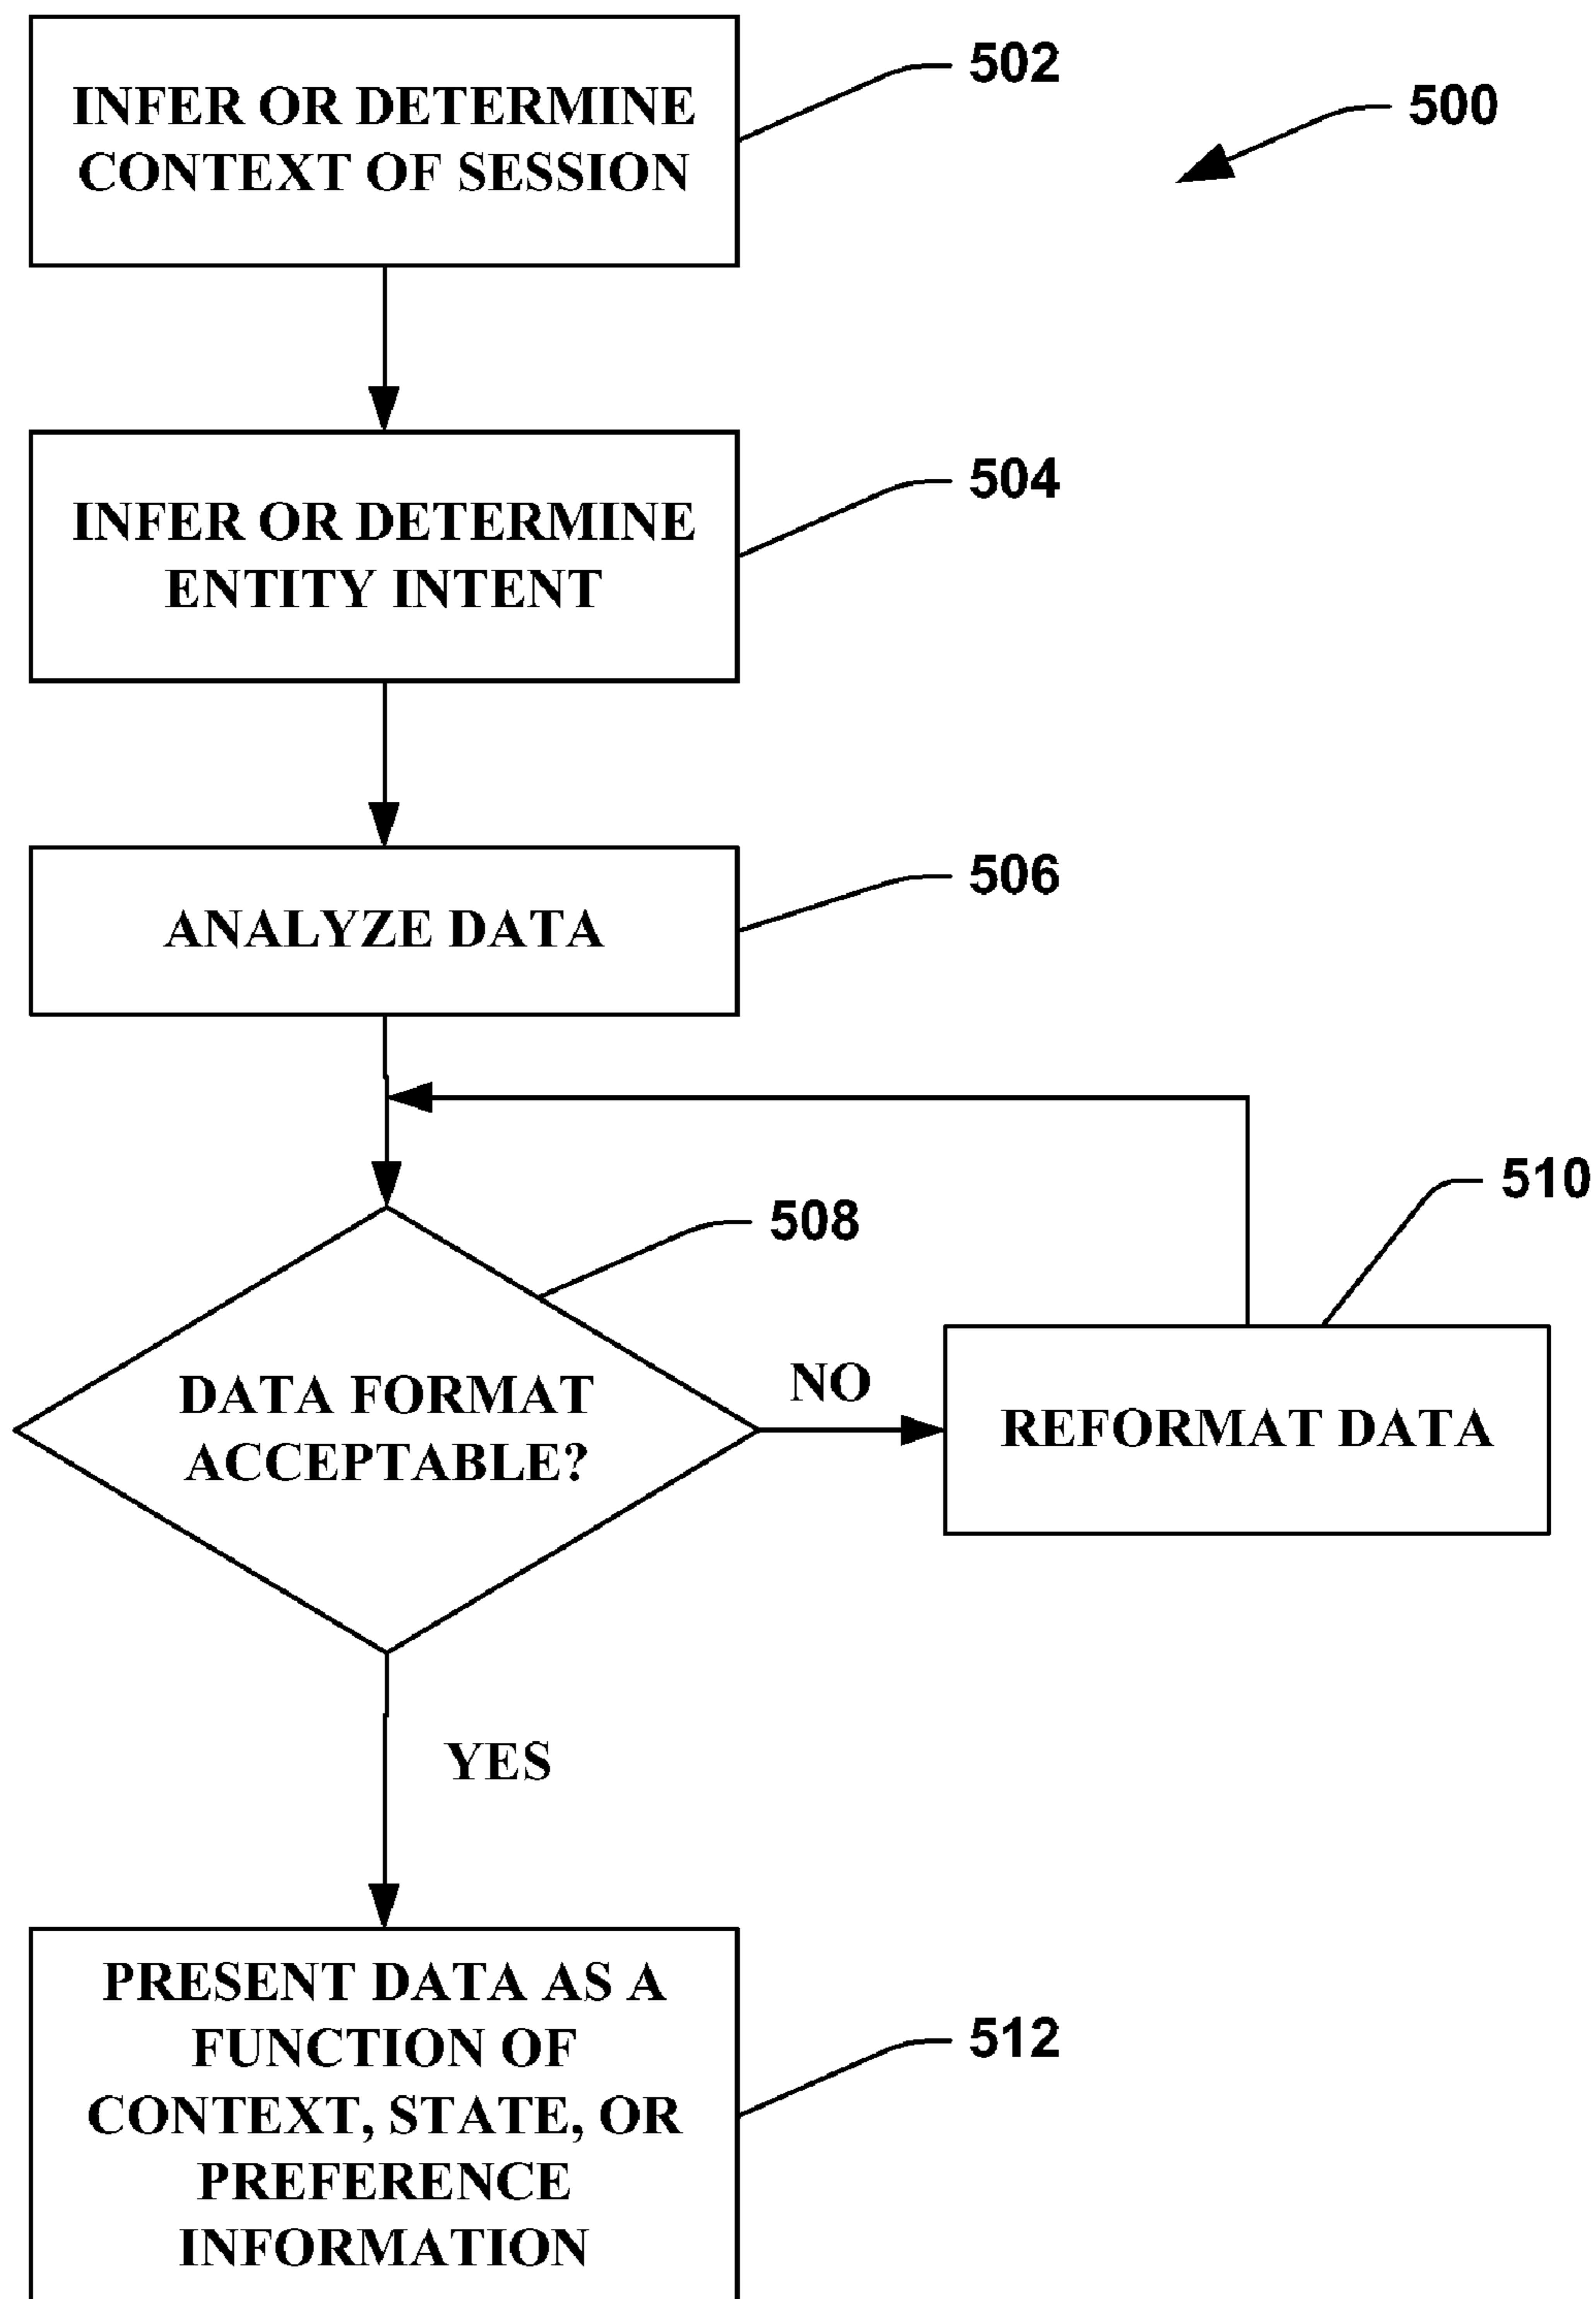 INFER OR DETERMINE
CONTEXT OF SESSION
502
500
INFER OR DETERMINE
ENTITY INTENT
504
ANALYZE DATA
506
DATA FORMAT
ACCEPTABLE?
508
NO
REFORMAT DATA
510
YES
PRESENT DATA AS A
FUNCTION OF
CONTEXT, STATE, OR
PREFERENCE
INFORMATION
512